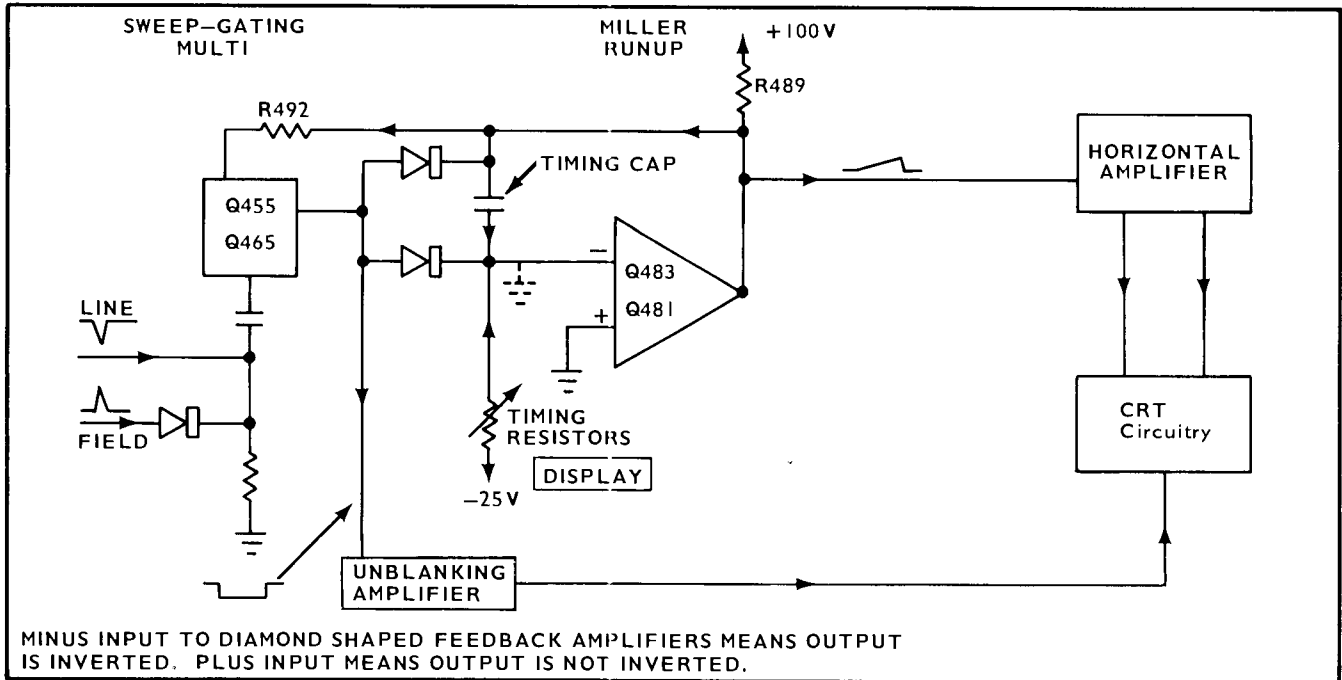 SWEEP–GATING
MULTI
MILLER
RUNUP
+100V
R489
R492
TIMING CAP
HORIZONTAL
AMPLIFIER
Q455
Q465
–
Q483
Q481
+
LINE
FIELD
TIMING
RESISTORS
DISPLAY
–25V
CRT
Circuitry
UNBLANKING
AMPLIFIER
MINUS INPUT TO DIAMOND SHAPED FEEDBACK AMPLIFIERS MEANS OUTPUT
IS INVERTED. PLUS INPUT MEANS OUTPUT IS NOT INVERTED.